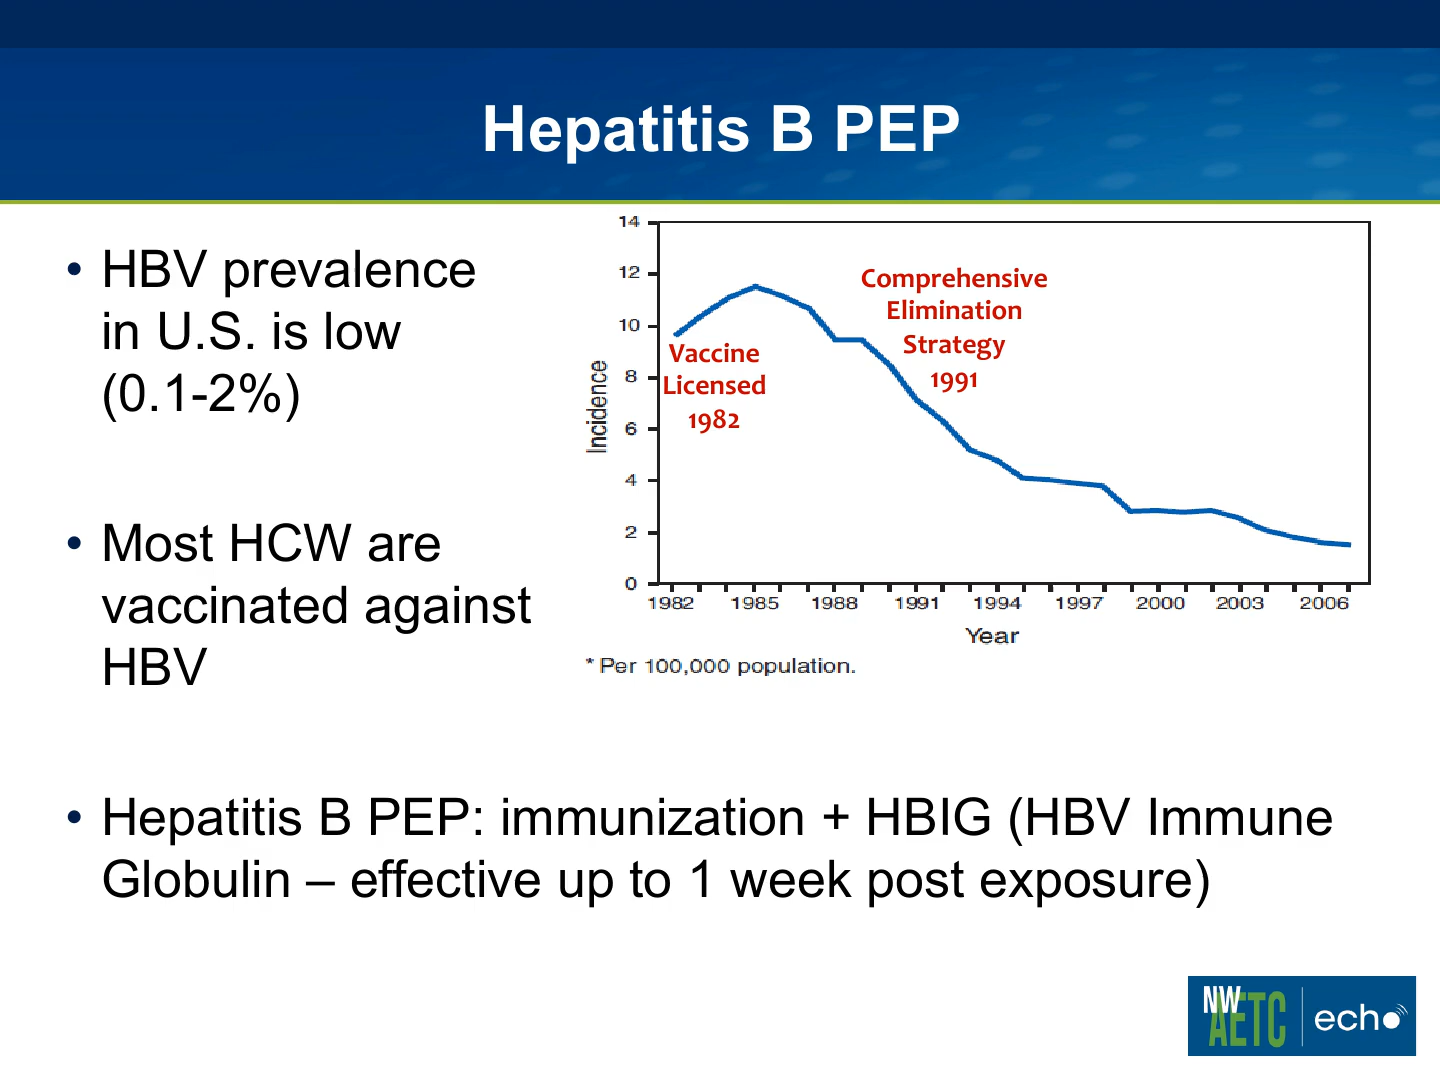 Hepatitis B PEP
• HBV prevalence
in U.S. is low
(0.1-2%)
• Most HCW are
vaccinated against
HBV
14
12
10
8
6
4
2
0
Incidence
Vaccine
Licensed
1982
Comprehensive
Elimination
Strategy
1991
1982 1985 1988 1991 1994 1997 2000 2003 2006
Year
* Per 100,000 population.
• Hepatitis B PEP: immunization + HBIG (HBV Immune
Globulin – effective up to 1 week post exposure)
NW
AETC
echo